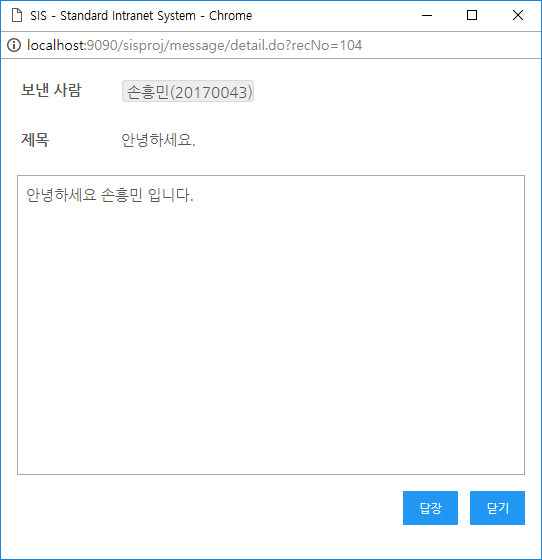 SIS - Standard Intranet System - Chrome
localhost:9090/sisproj/message/detail.do?recNo=104
보낸 사람 손흥민(20170043)
제목 안녕하세요.
안녕하세요 손흥민 입니다.
답장 닫기